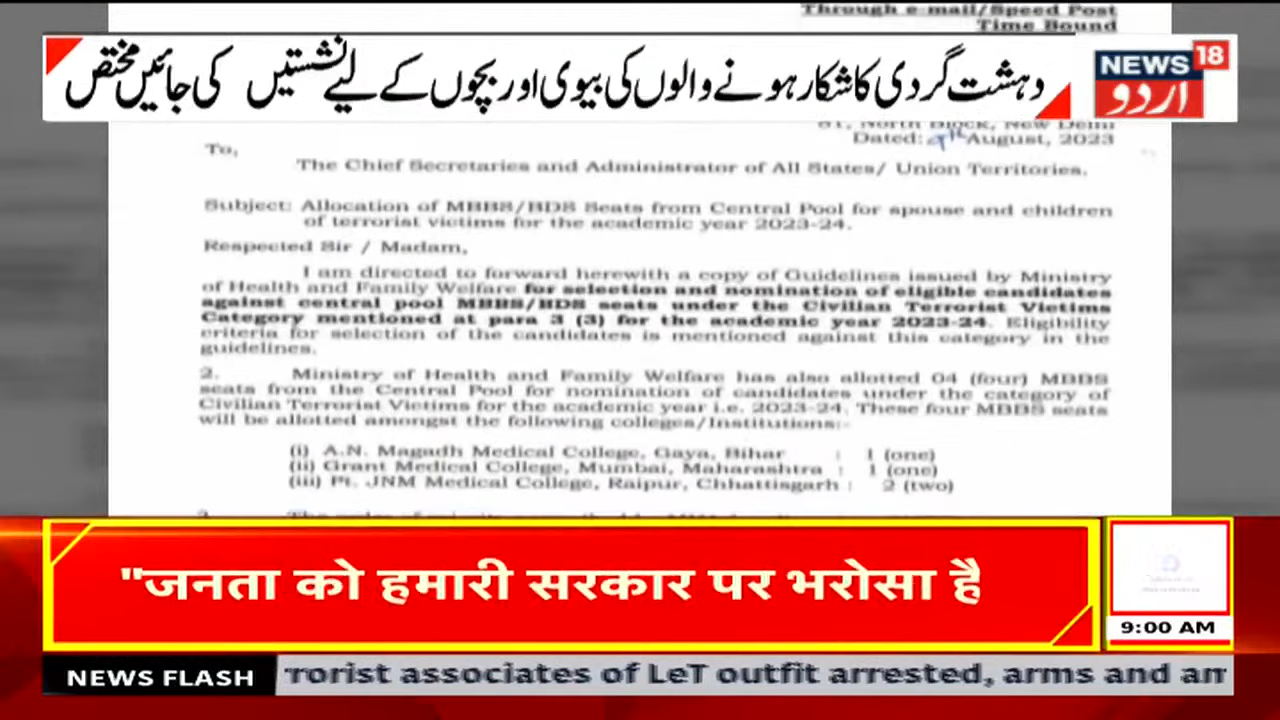 Through e-mail/Speed Post
Time Bound
دہشت گردی کا شکار ہونے والوں کی بیوی اور بچوں کے لیے نشستیں کی جائیں مختص
NEWS 18
اردو
North Block, New Delhi
Dated: 9th August, 2023
To,
The Chief Secretaries and Administrator of All States/ Union Territories.
Subject: Allocation of MBBS/BDS Seats from Central Pool for spouse and children
of terrorist victims for the academic year 2023-24.
Respected Sir / Madam,
I am directed to forward herewith a copy of Guidelines issued by Ministry
of Health and Family Welfare for selection and nomination of eligible candidates
against central pool MBBS/BDS seats under the Civilian Terrorist Victims
Category mentioned at para 3 (3) for the academic year 2023-24. Eligibility
criteria for selection of the candidates is mentioned against this category in the
guidelines.
2. Ministry of Health and Family Welfare has also allotted 04 (four) MBBS
seats from the Central Pool for nomination of candidates under the category of
Civilian Terrorist Victims for the academic year i.e. 2023-24. These four MBBS seats
will be allotted amongst the following colleges/Institutions:-
(i) A.N. Magadh Medical College, Gaya, Bihar : 1 (one)
(ii) Grant Medical College, Mumbai, Maharashtra : 1 (one)
(iii) Pt. JNM Medical College, Raipur, Chhattisgarh : 2 (two)
"जनता को हमारी सरकार पर भरोसा है
9:00 AM
NEWS FLASH
rorist associates of LeT outfit arrested, arms and am